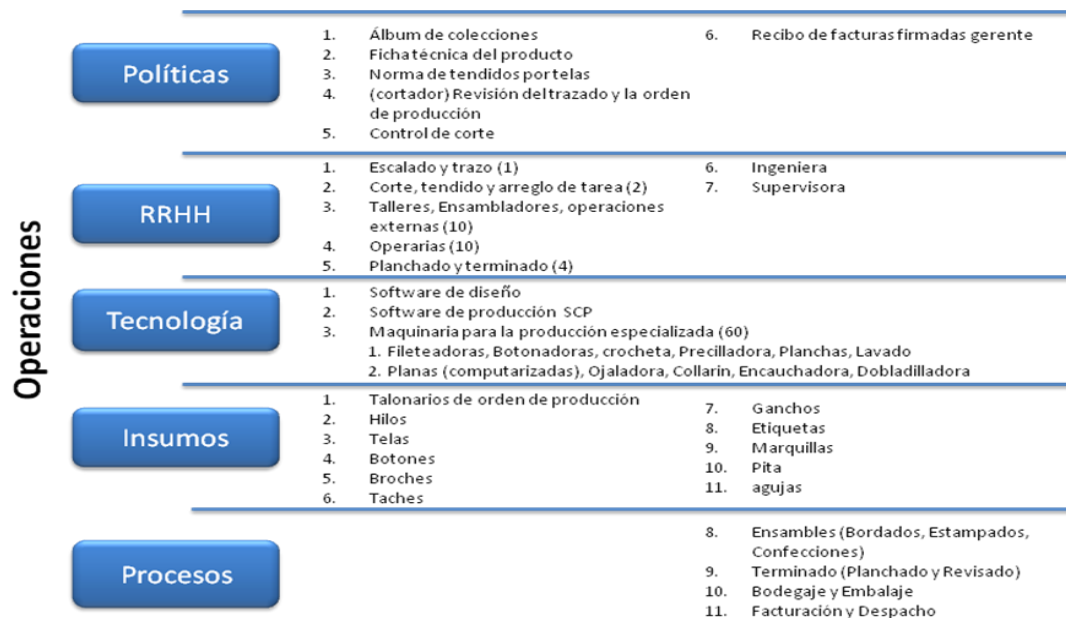 Operaciones
Políticas
1. Álbum de colecciones
2. Ficha técnica del producto
3. Norma de tendidos por telas
4. (cortador) Revisión del trazado y la orden
de producción
5. Control de corte
6. Recibo de facturas firmadas gerente
RRHH
1. Escalado y trazo (1)
2. Corte, tendido y arreglo de tarea (2)
3. Talleres, Ensambladores, operaciones
externas (10)
4. Operarias (10)
5. Planchado y terminado (4)
6. Ingeniera
7. Supervisora
Tecnología
1. Software de diseño
2. Software de producción SCP
3. Maquinaria para la producción especializada (60)
1. Fileteadoras, Botonadoras, crocheta, Precilladora, Planchas, Lavado
2. Planas (computarizadas), Ojaladora, Collarin, Encauchadora, Dobladilladora
Insumos
1. Talonarios de orden de producción
2. Hilos
3. Telas
4. Botones
5. Broches
6. Taches
7. Ganchos
8. Etiquetas
9. Marquillas
10. Pita
11. agujas
Procesos
8. Ensambles (Bordados, Estampados,
Confecciones)
9. Terminado (Planchado y Revisado)
10. Bodegaje y Embalaje
11. Facturación y Despacho